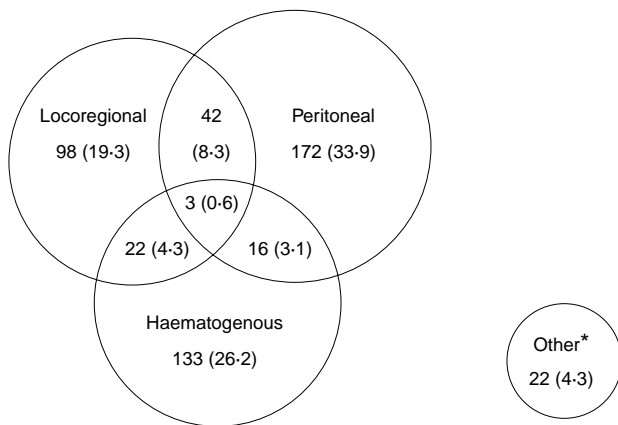 Locoregional
98 (19·3)
42
(8·3)
Peritoneal
172 (33·9)
3 (0·6)
22 (4·3)
16 (3·1)
Haematogenous
133 (26·2)
Other*
22 (4·3)